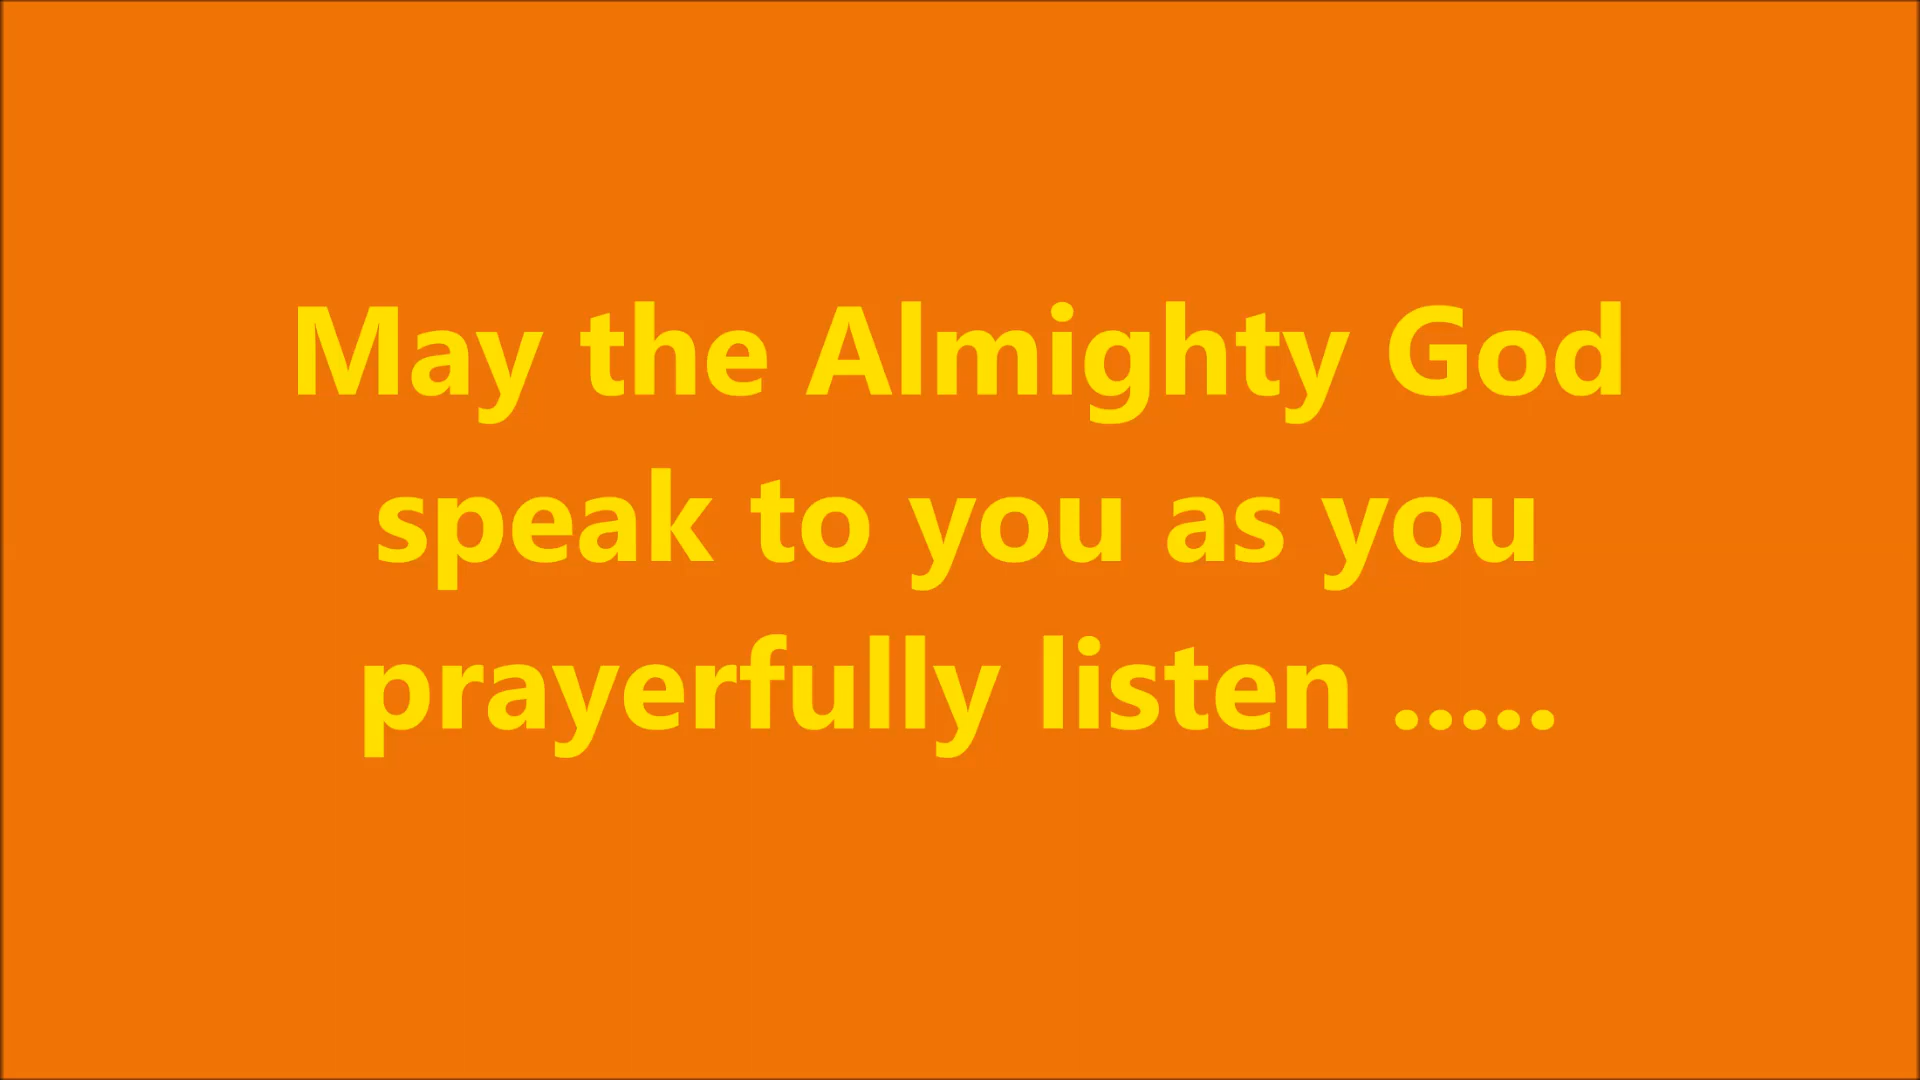 May the Almighty God
speak to you as you
prayerfully listen .....